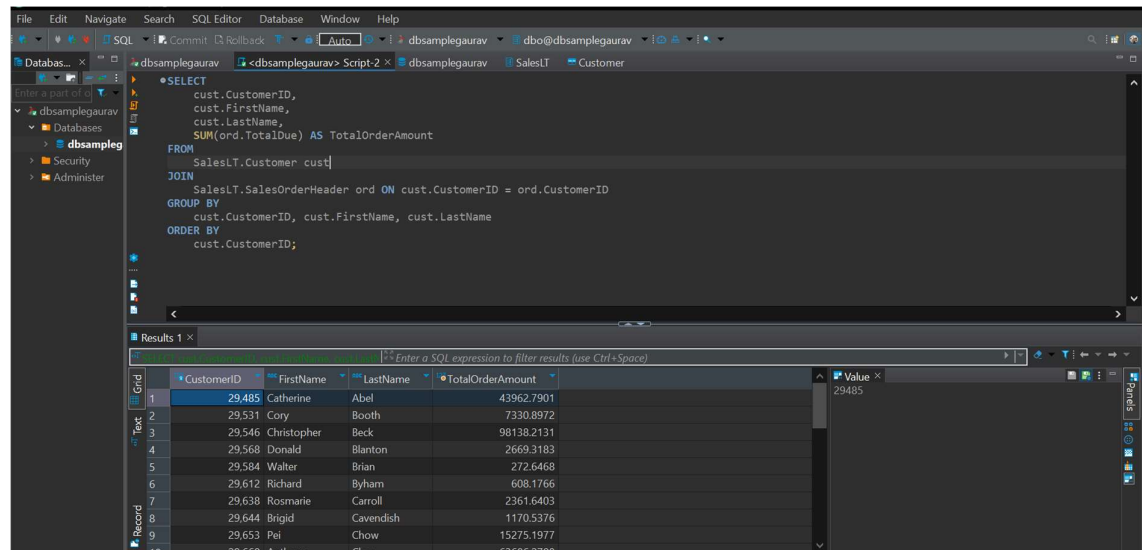 File Edit Navigate Search SQL Editor Database Window Help
SQL Commit Rollback Auto dbsamplegaurav dbo@dbsamplegaurav
Databas... dbsamplegaurav <dbsamplegaurav> Script-2 dbsamplegaurav SalesLT Customer
Enter a part of o
dbsamplegaurav
Databases
dbsampleg
Security
Administer
SELECT
cust.CustomerID,
cust.FirstName,
cust.LastName,
SUM(ord.TotalDue) AS TotalOrderAmount
FROM
SalesLT.Customer cust
JOIN
SalesLT.SalesOrderHeader ord ON cust.CustomerID = ord.CustomerID
GROUP BY
cust.CustomerID, cust.FirstName, cust.LastName
ORDER BY
cust.CustomerID;
Results 1
Enter a SQL expression to filter results (use Ctrl+Space)
Grid
Text
Record
CustomerID FirstName LastName TotalOrderAmount
1 29,485 Catherine Abel 43962.7901
2 29,531 Cory Booth 7330.8972
3 29,546 Christopher Beck 98138.2131
4 29,568 Donald Blanton 2669.3183
5 29,584 Walter Brian 272.6468
6 29,612 Richard Byham 608.1766
7 29,638 Rosmarie Carroll 2361.6403
8 29,644 Brigid Cavendish 1170.5376
9 29,653 Pei Chow 15275.1977
Value
29485
Panels